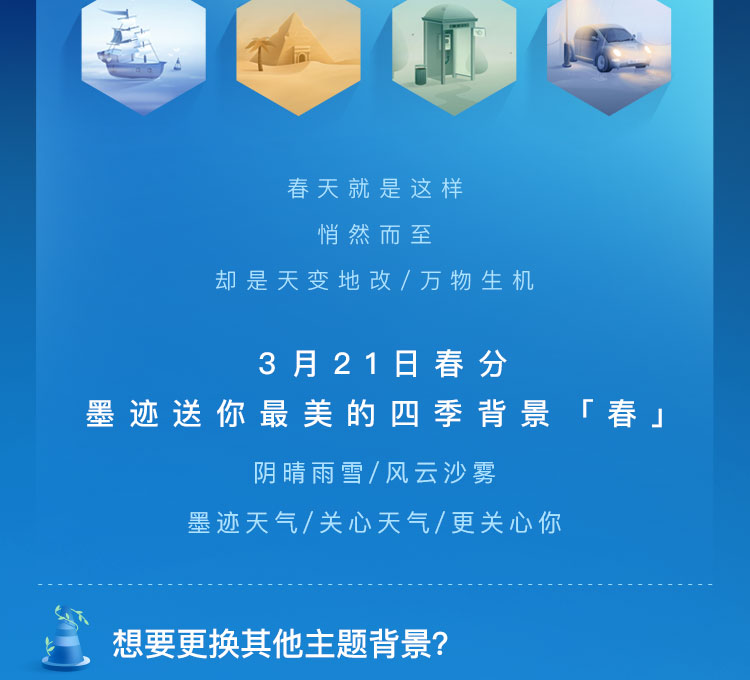 春天就是这样
悄然而至
却是天变地改/万物生机
3月21日春分
墨迹送你最美的四季背景「春」
阴晴雨雪/风云沙雾
墨迹天气/关心天气/更关心你
想要更换其他主题背景?